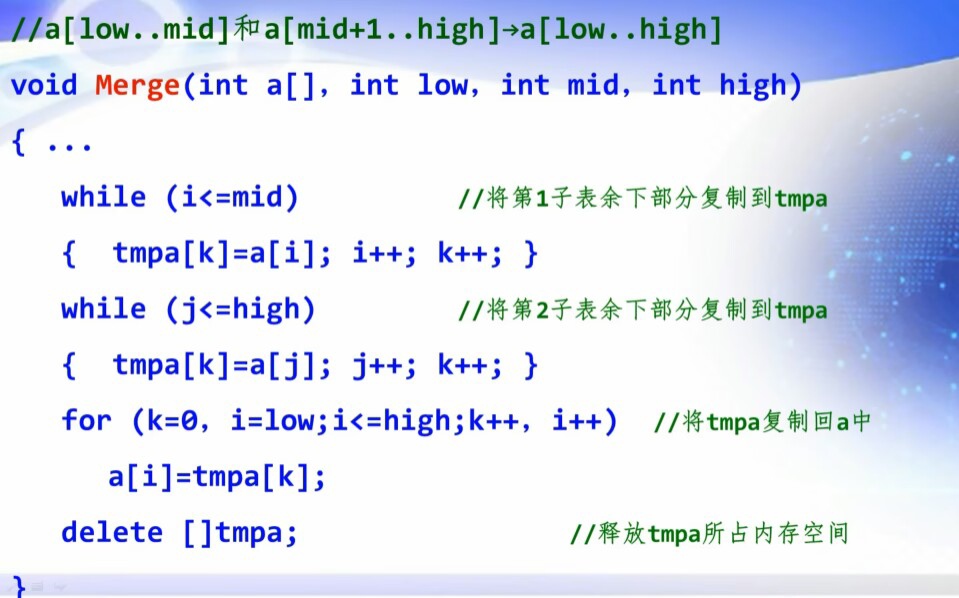 //a[low..mid]和a[mid+1..high]→a[low..high]
void Merge(int a[], int low, int mid, int high)
{ ...
while (i<=mid) //将第1子表余下部分复制到tmpa
{ tmpa[k]=a[i]; i++; k++; }
while (j<=high) //将第2子表余下部分复制到tmpa
{ tmpa[k]=a[j]; j++; k++; }
for (k=0, i=low;i<=high;k++, i++) //将tmpa复制回a中
a[i]=tmpa[k];
delete []tmpa; //释放tmpa所占内存空间
}